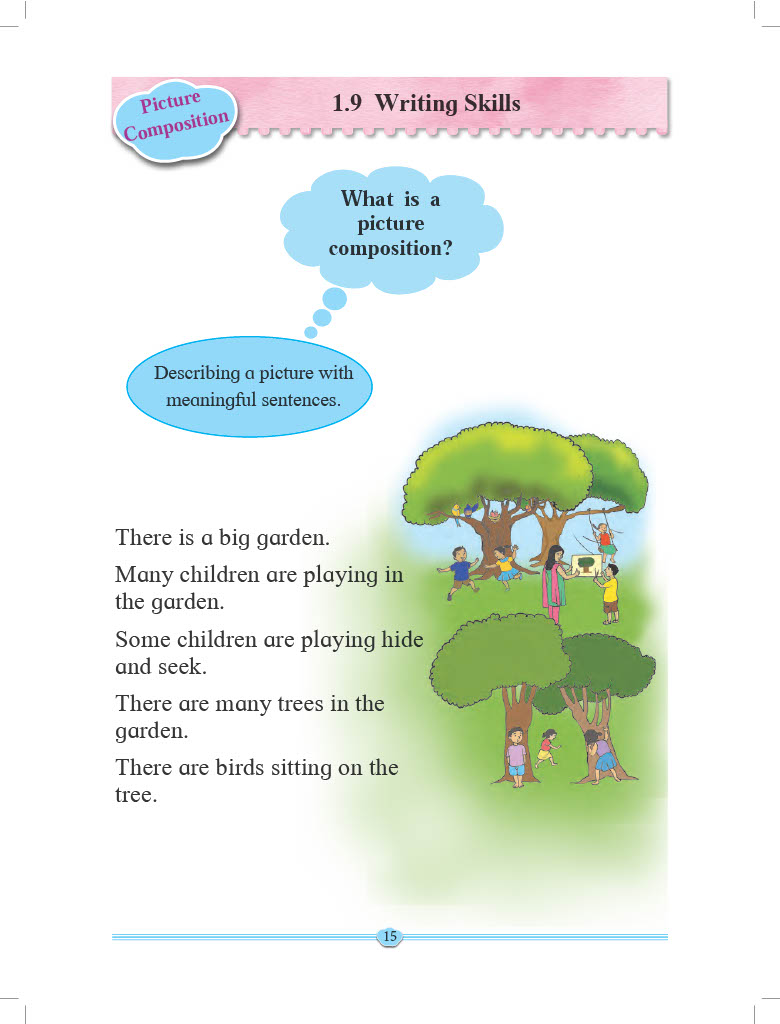 Picture
Composition
1.9 Writing Skills
What is a
picture
composition?
Describing a picture with
meaningful sentences.
There is a big garden.
Many children are playing in
the garden.
Some children are playing hide
and seek.
There are many trees in the
garden.
There are birds sitting on the
tree.
15